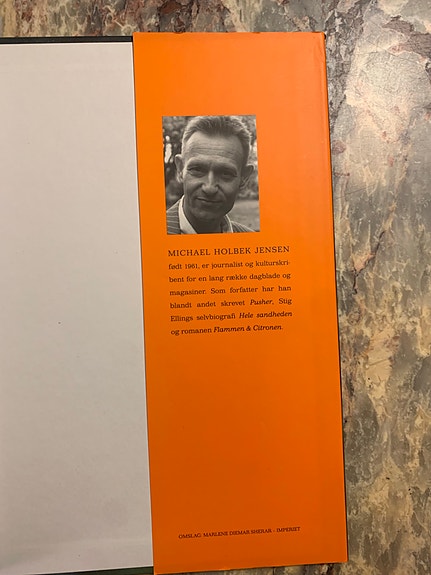 MICHAEL HOLBEK JENSEN
født 1961, er journalist og kulturskri-
bent for en lang række dagblade og
magasiner. Som forfatter har han
blandt andet skrevet Pusher, Stig
Ellings selvbiografi Hele sandheden
og romanen Flammen & Citronen.
OMSLAG: MARLENE DIEMAR SHERAR - IMPERIET